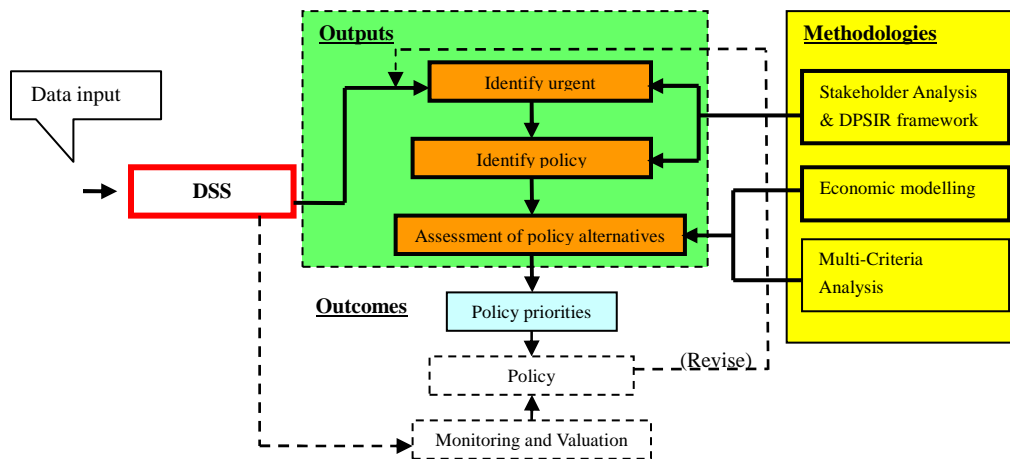 Outputs
Methodologies
Data input
Identify urgent
Stakeholder Analysis
& DPSIR framework
Identify policy
DSS
Economic modelling
Assessment of policy alternatives
Multi-Criteria
Analysis
Outcomes
Policy priorities
(Revise)
Policy
Monitoring and Valuation